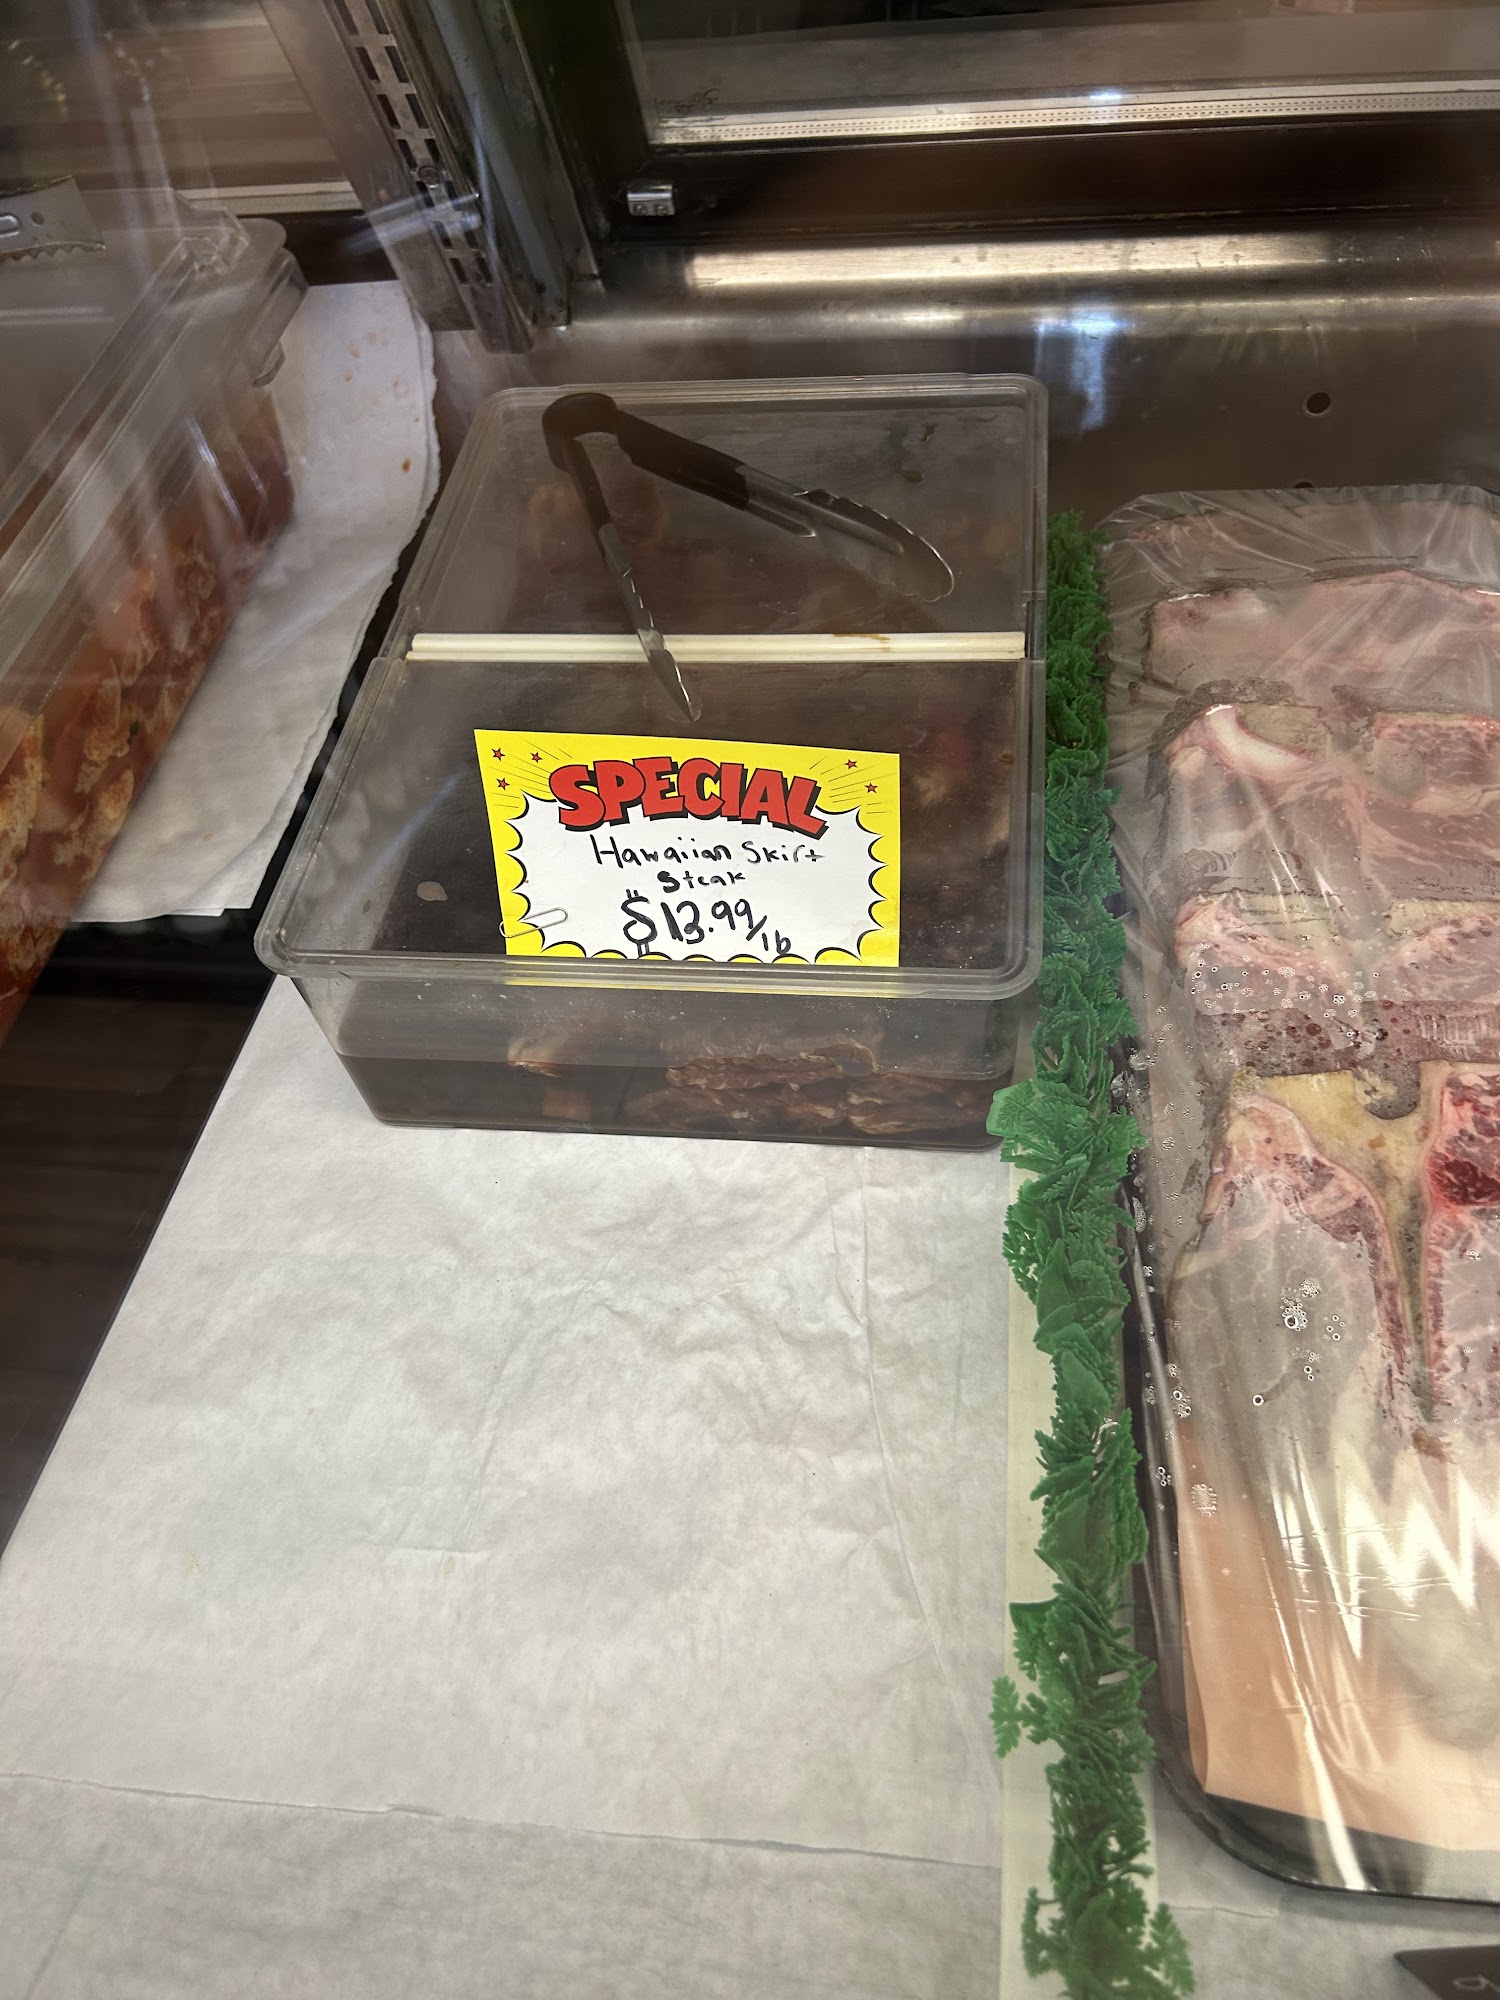 SPECIAL
Hawaiian Skirt
Steak
$13.99/lb